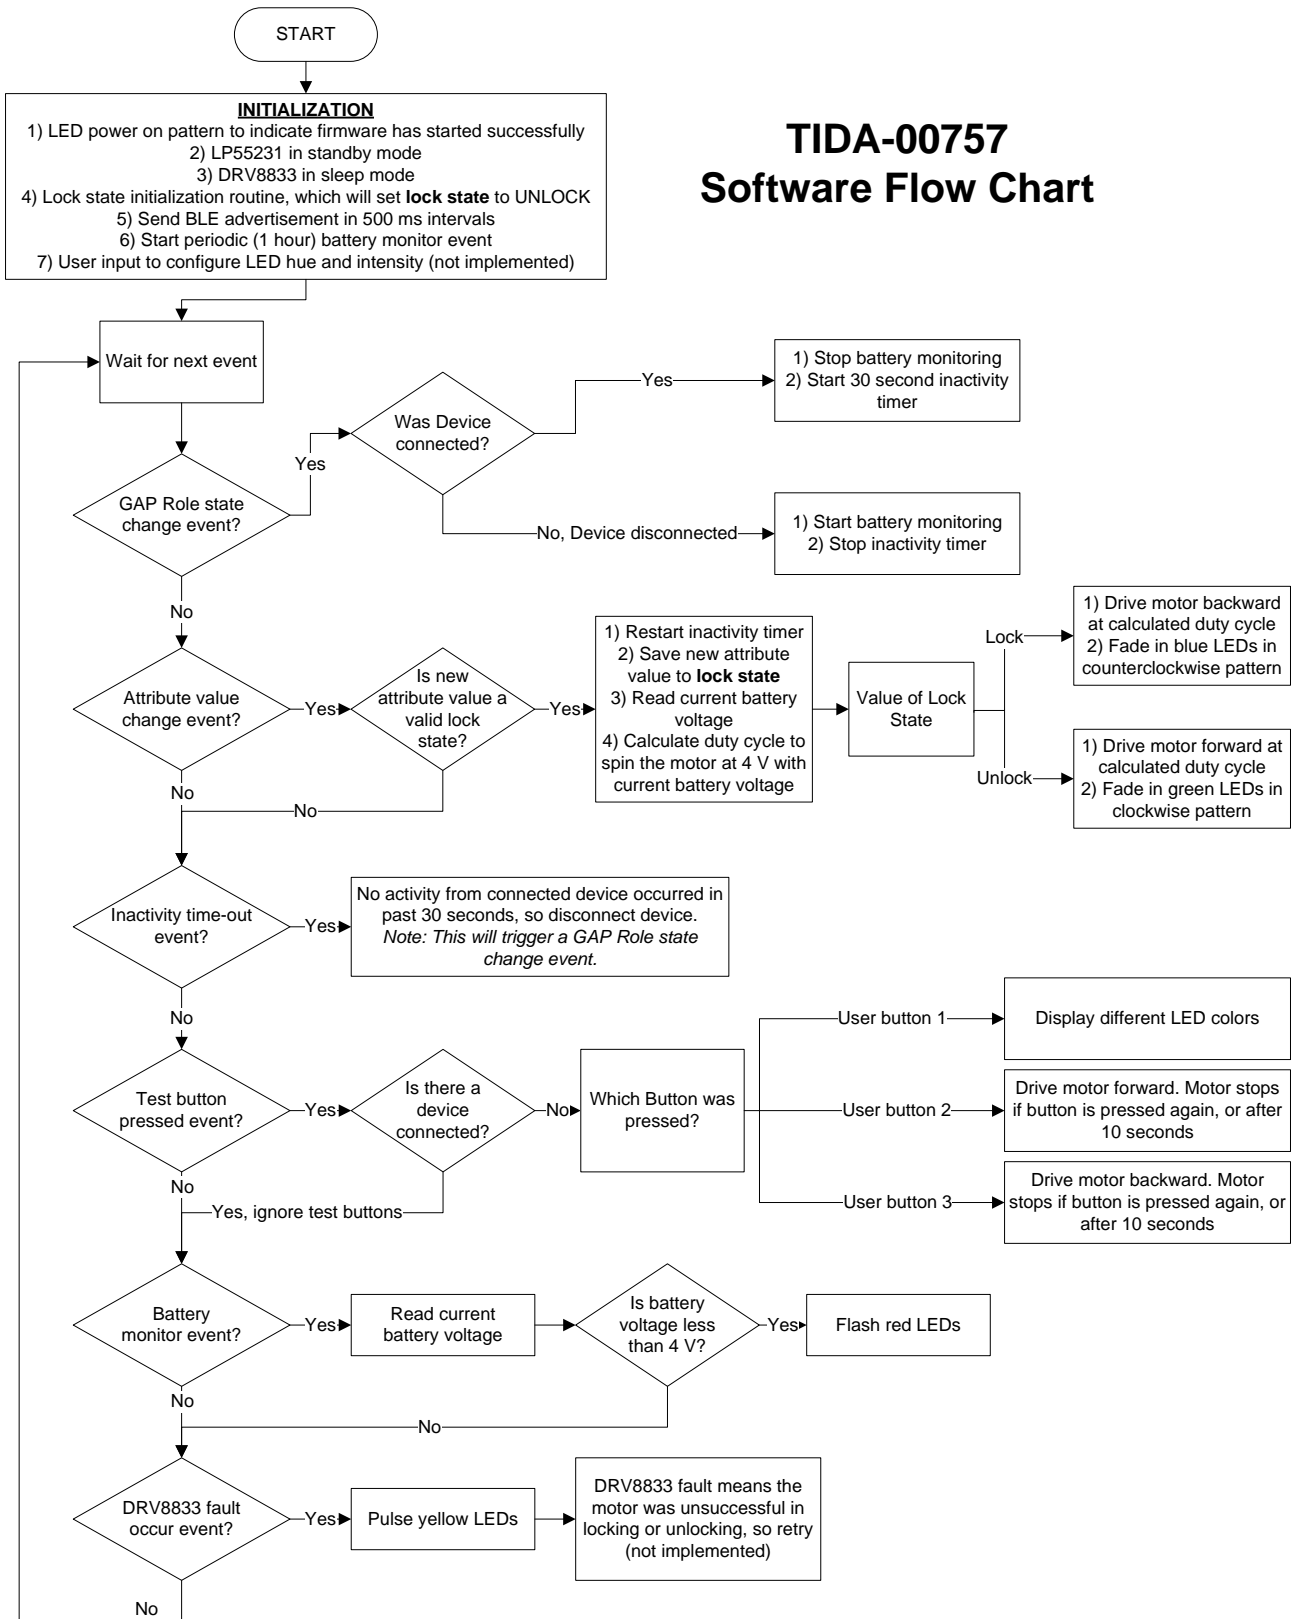 START
TIDA-00757
Software Flow Chart
INITIALIZATION
1) LED power on pattern to indicate firmware has started successfully
2) LP55231 in standby mode
3) DRV8833 in sleep mode
4) Lock state initialization routine, which will set lock state to UNLOCK
5) Send BLE advertisement in 500 ms intervals
6) Start periodic (1 hour) battery monitor event
7) User input to configure LED hue and intensity (not implemented)
Wait for next event
GAP Role state
change event?
Yes
Was Device
connected?
Yes
1) Stop battery monitoring
2) Start 30 second inactivity
timer
No, Device disconnected
1) Start battery monitoring
2) Stop inactivity timer
No
Attribute value
change event?
Yes
Is new
attribute value a
valid lock
state?
Yes
1) Restart inactivity timer
2) Save new attribute
value to lock state
3) Read current battery
voltage
4) Calculate duty cycle to
spin the motor at 4 V with
current battery voltage
Value of Lock
State
Lock
1) Drive motor backward
at calculated duty cycle
2) Fade in blue LEDs in
counterclockwise pattern
Unlock
1) Drive motor forward at
calculated duty cycle
2) Fade in green LEDs in
clockwise pattern
No
No
Inactivity time-out
event?
Yes
No activity from connected device occurred in
past 30 seconds, so disconnect device.
Note: This will trigger a GAP Role state
change event.
No
Test button
pressed event?
Yes
Is there a
device
connected?
No
Which Button was
pressed?
User button 1
Display different LED colors
User button 2
Drive motor forward. Motor stops
if button is pressed again, or after
10 seconds
User button 3
Drive motor backward. Motor
stops if button is pressed again, or
after 10 seconds
No
Yes, ignore test buttons
Battery
monitor event?
Yes
Read current
battery voltage
Is battery
voltage less
than 4 V?
Yes
Flash red LEDs
No
No
DRV8833 fault
occur event?
Yes
Pulse yellow LEDs
DRV8833 fault means the
motor was unsuccessful in
locking or unlocking, so retry
(not implemented)
No